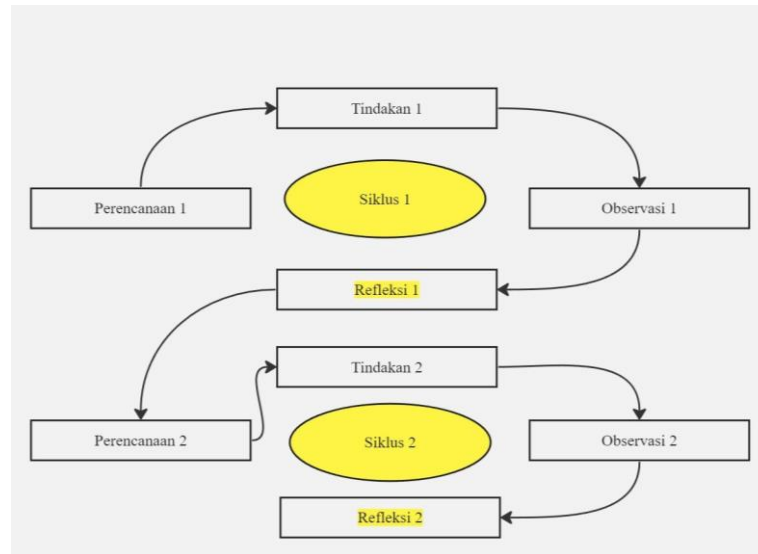 Tindakan 1
Siklus 1
Perencanaan 1
Observasi 1
Refleksi 1
Tindakan 2
Perencanaan 2
Siklus 2
Observasi 2
Refleksi 2